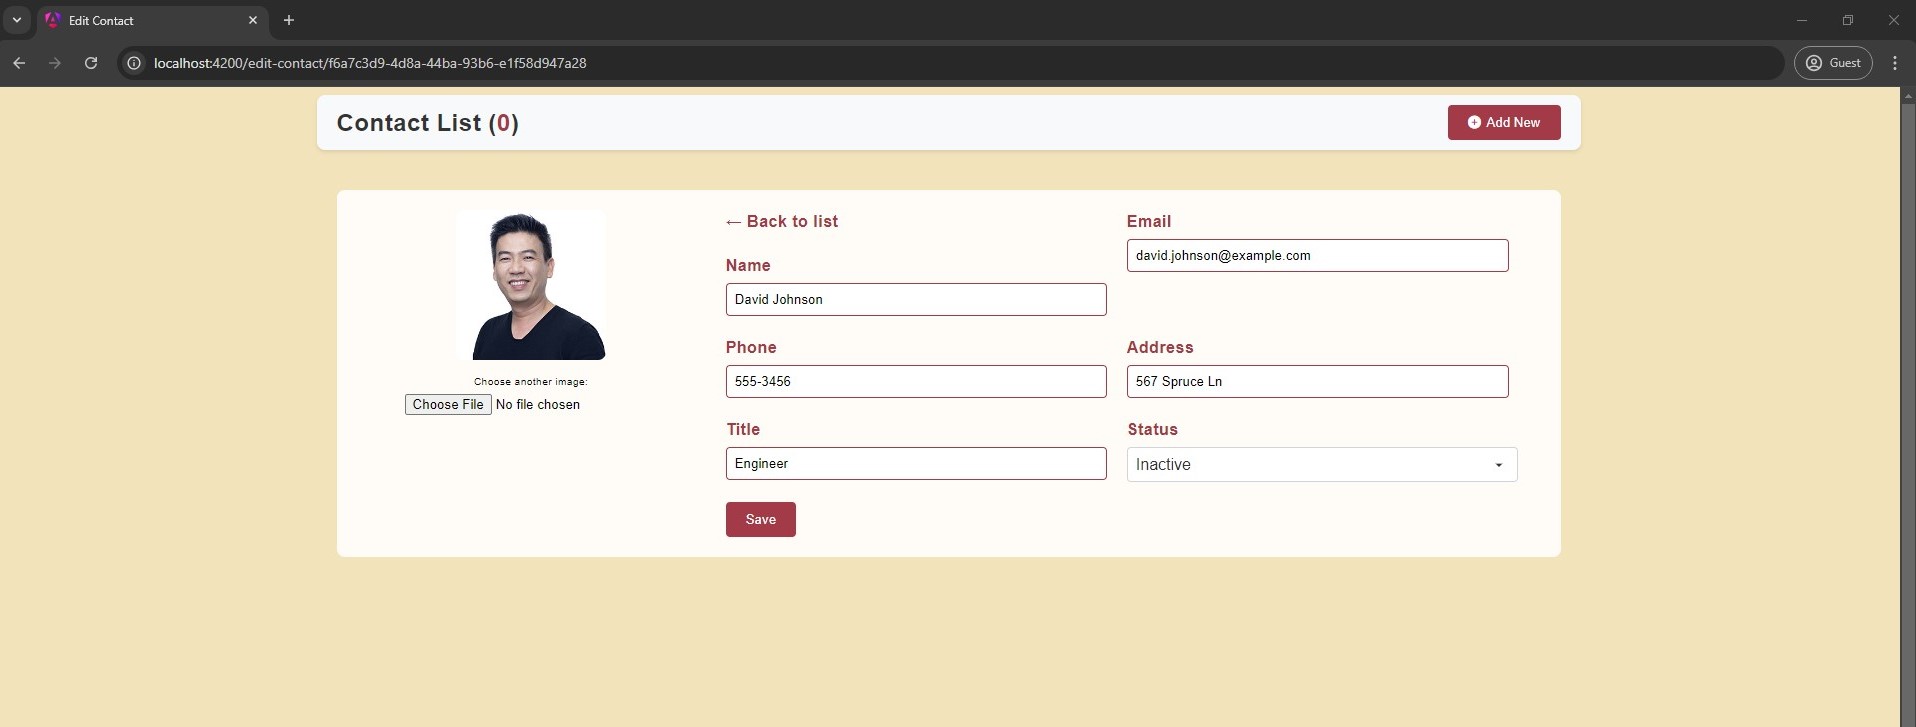 Edit Contact
localhost:4200/edit-contact/f6a7c3d9-4d8a-44ba-93b6-e1f58d947a28
Guest
Contact List (0)
Add New
← Back to list
Email
david.johnson@example.com
Name
David Johnson
Choose another image:
Choose File No file chosen
Phone
555-3456
Address
567 Spruce Ln
Title
Engineer
Status
Inactive
Save